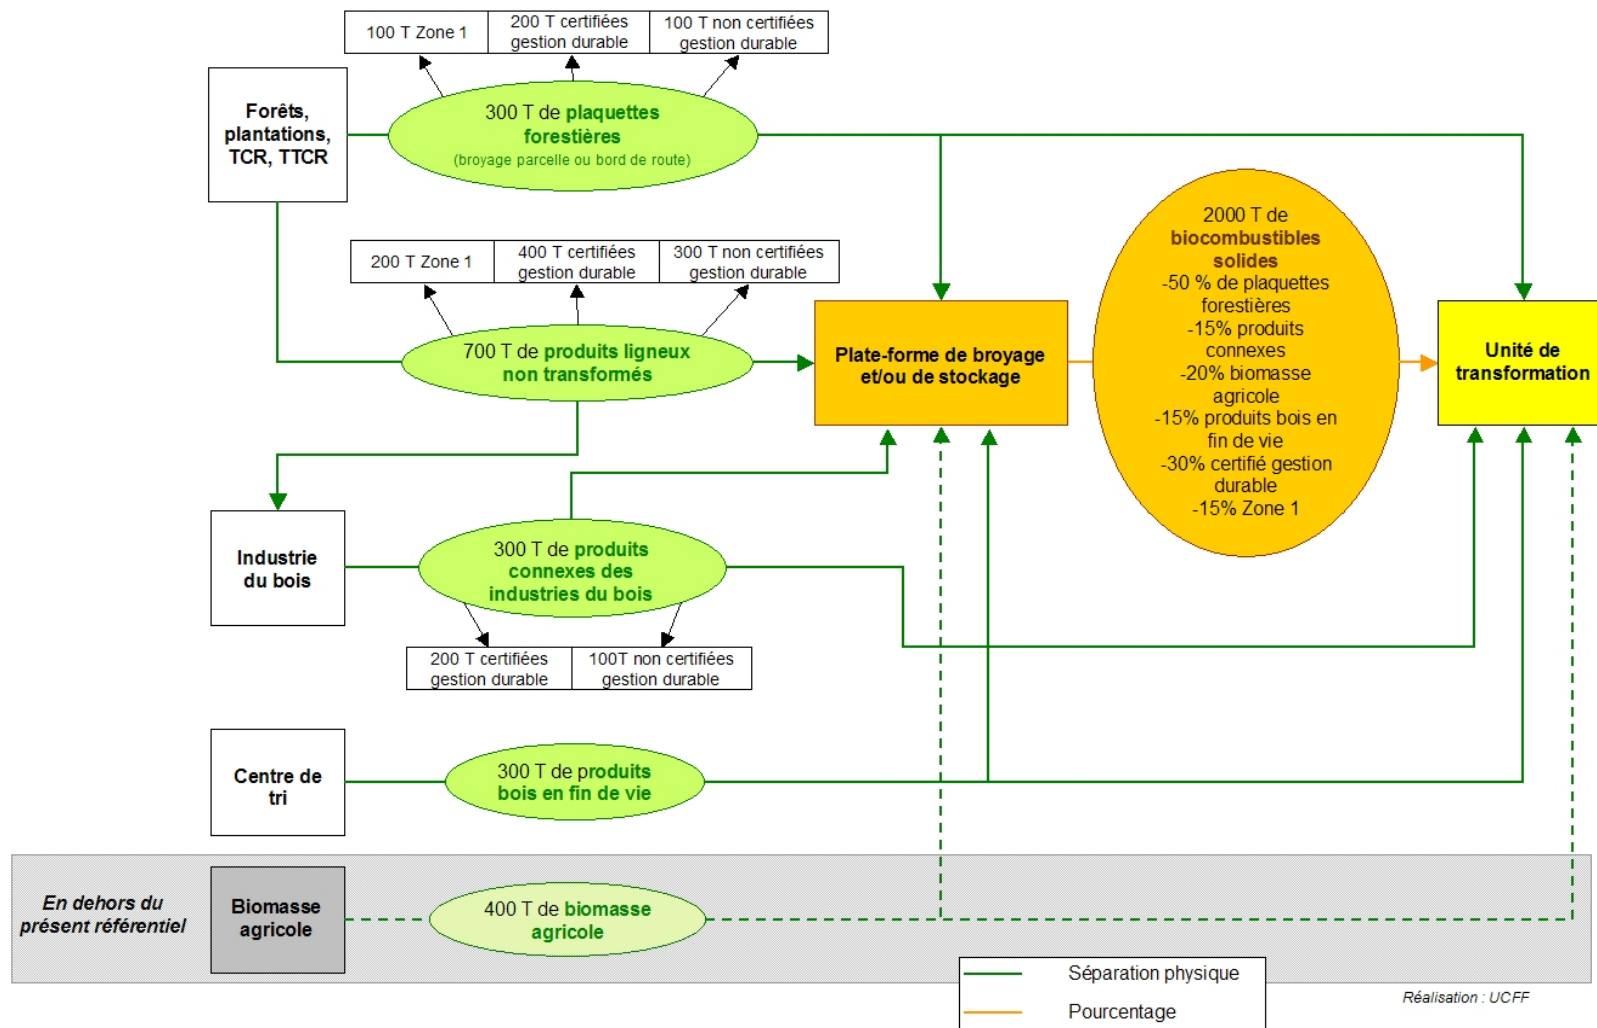 100 T Zone 1
200 T certifiées
gestion durable
100 T non certifiées
gestion durable
Forêts,
plantations,
TCR, TTCR
300 T de plaquettes
forestières
(broyage parcelle ou bord de route)
200 T Zone 1
400 T certifiées
gestion durable
300 T non certifiées
gestion durable
700 T de produits ligneux
non transformés
Plate-forme de broyage
et/ou de stockage
2000 T de
biocombustibles
solides
-50 % de plaquettes
forestières
-15% produits
connexes
-20% biomasse
agricole
-15% produits bois en
fin de vie
-30% certifié gestion
durable
-15% Zone 1
Unité de
transformation
Industrie
du bois
300 T de produits
connexes des
industries du bois
200 T certifiées
gestion durable
100T non certifiées
gestion durable
Centre de
tri
300 T de produits
bois en fin de vie
En dehors du
présent référentiel
Biomasse
agricole
400 T de biomasse
agricole
Séparation physique
Pourcentage
Réalisation : UCFF